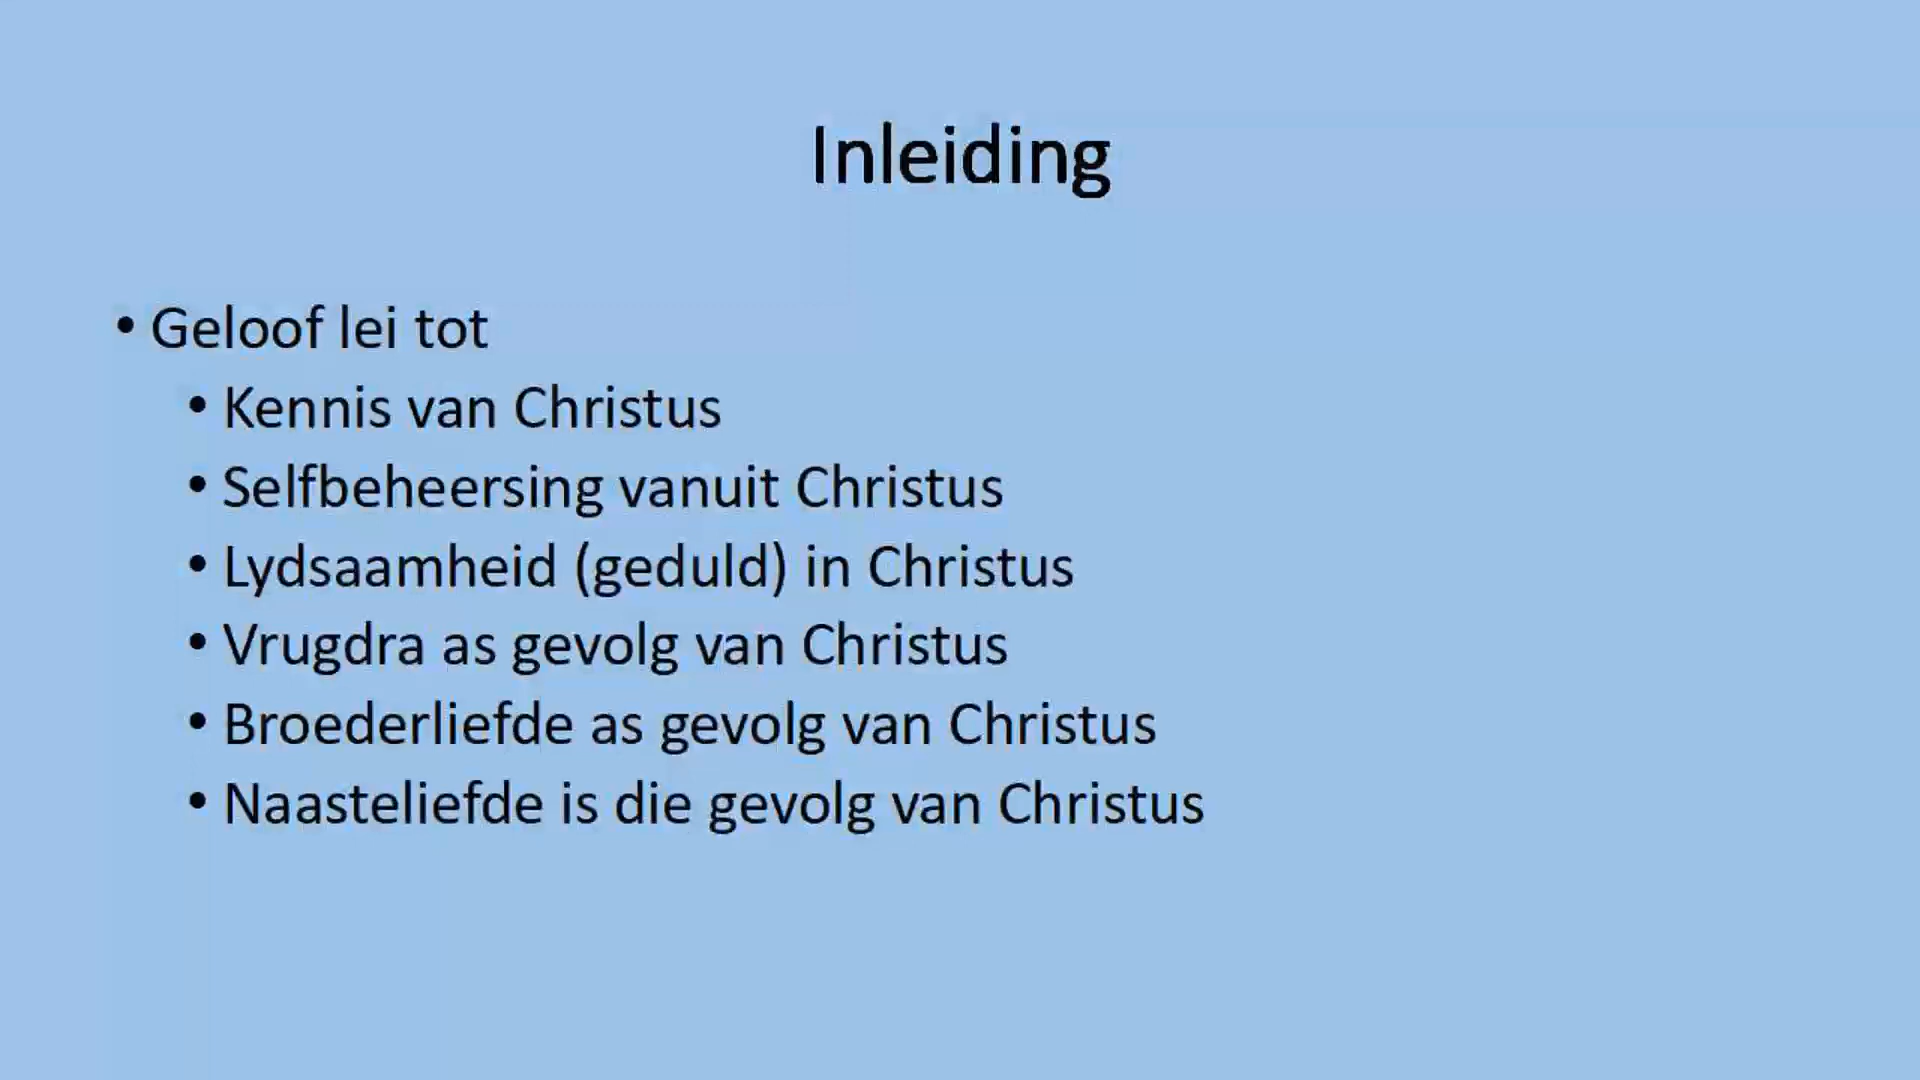 Inleiding
• Geloof lei tot
• Kennis van Christus
• Selfbeheersing vanuit Christus
• Lydsaamheid (geduld) in Christus
• Vrugdra as gevolg van Christus
• Broederliefde as gevolg van Christus
• Naasteliefde is die gevolg van Christus